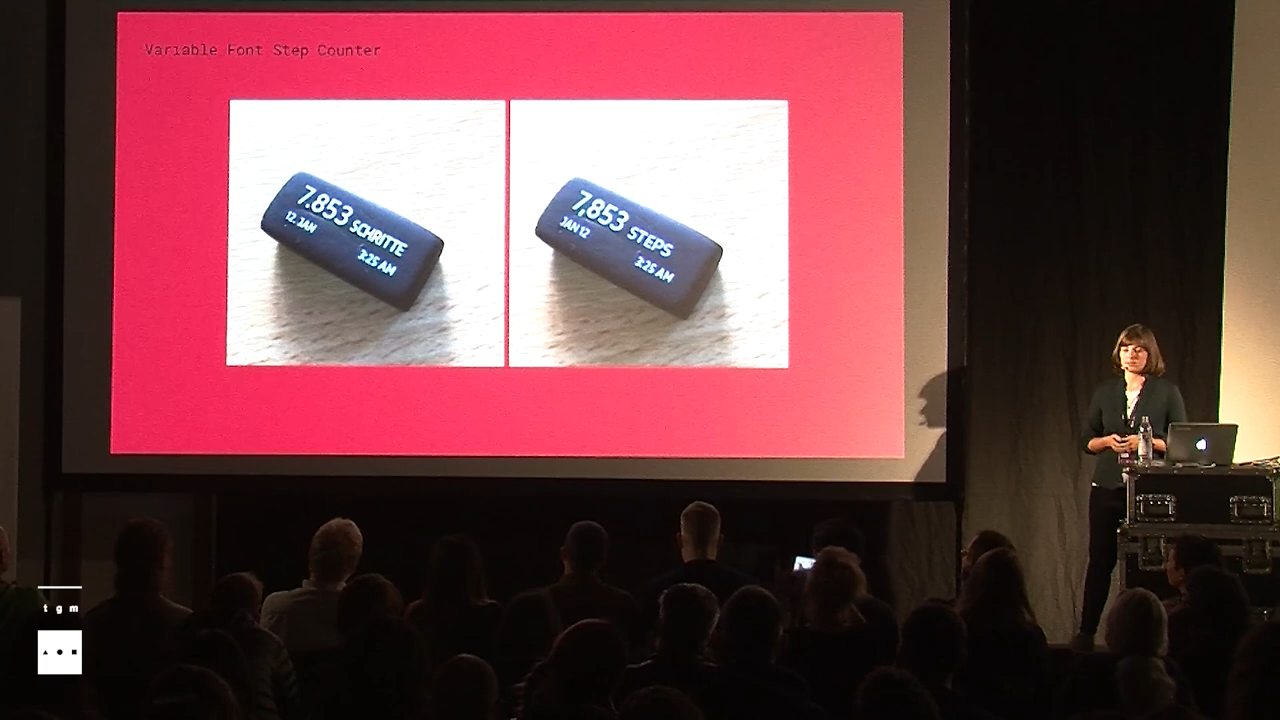 Variable Font Step Counter
7.853 SCHRITTE
12. JAN
3:25 AM
7,853 STEPS
JAN 12
3:25 AM
tgm